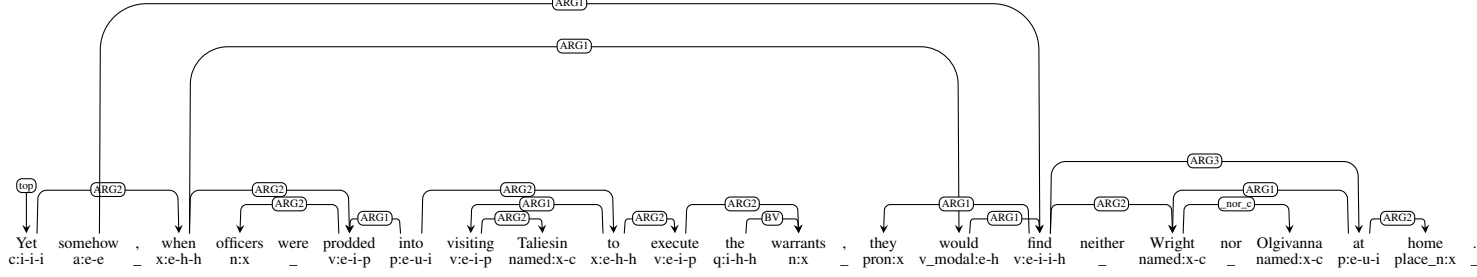 ARG1
ARG1
ARG3
top ARG2 ARG2 ARG2 ARG1
ARG2 ARG1 ARG2 ARG1 _nor_c
ARG1 ARG2 ARG2 BV ARG1 ARG2 ARG2
Yet somehow , when officers were prodded into visiting Taliesin to execute the warrants , they would find neither Wright nor Olgivanna at home .
c:i-i-i a:e-e _ x:e-h-h n:x _ v:e-i-p p:e-u-i v:e-i-p named:x-c x:e-h-h v:e-i-p q:i-h-h n:x _ pron:x v_modal:e-h v:e-i-i-h _ named:x-c _ named:x-c p:e-u-i place_n:x _